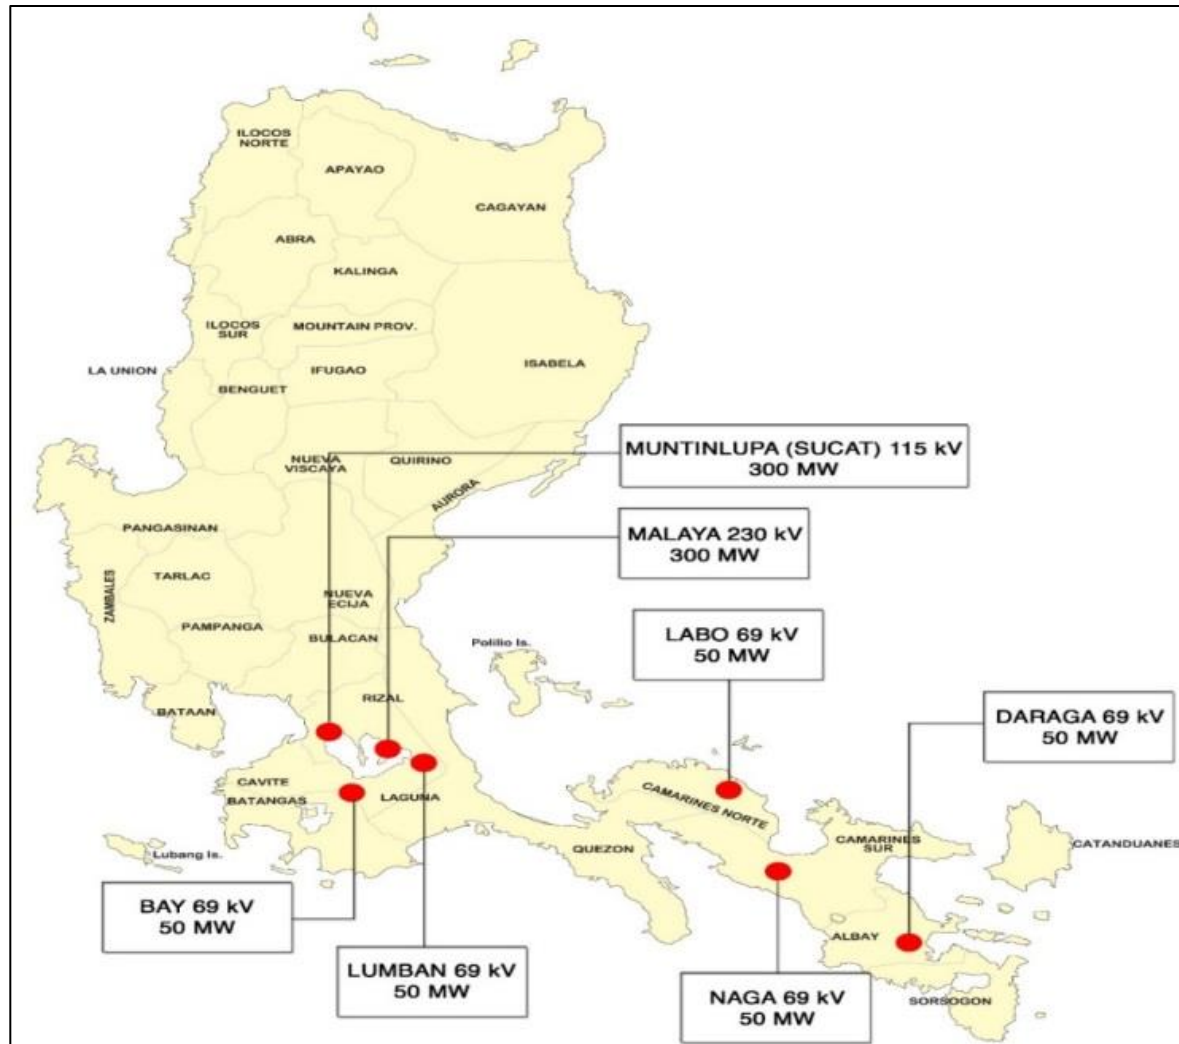 ILOCOS
NORTE
APAYAO
CAGAYAN
ABRA
KALINGA
ILOCOS
SUR
MOUNTAIN PROV.
LA UNION
IFUGAO
ISABELA
BENGUET
MUNTINLUPA (SUCAT) 115 kV
300 MW
NUEVA
VISCAYA
QUIRINO
AURORA
PANGASINAN
MALAYA 230 kV
300 MW
TARLAC
ZAMBALES
NUEVA
ECIJA
PAMPANGA
BULACAN
Polilio Is.
LABO 69 kV
50 MW
RIZAL
BATAAN
DARAGA 69 kV
50 MW
CAVITE
BATANGAS
LAGUNA
CAMARINES NORTE
Lubang Is.
QUEZON
CAMARINES
SUR
CATANDUANES
BAY 69 kV
50 MW
ALBAY
LUMBAN 69 kV
50 MW
NAGA 69 kV
50 MW
SORSOGON